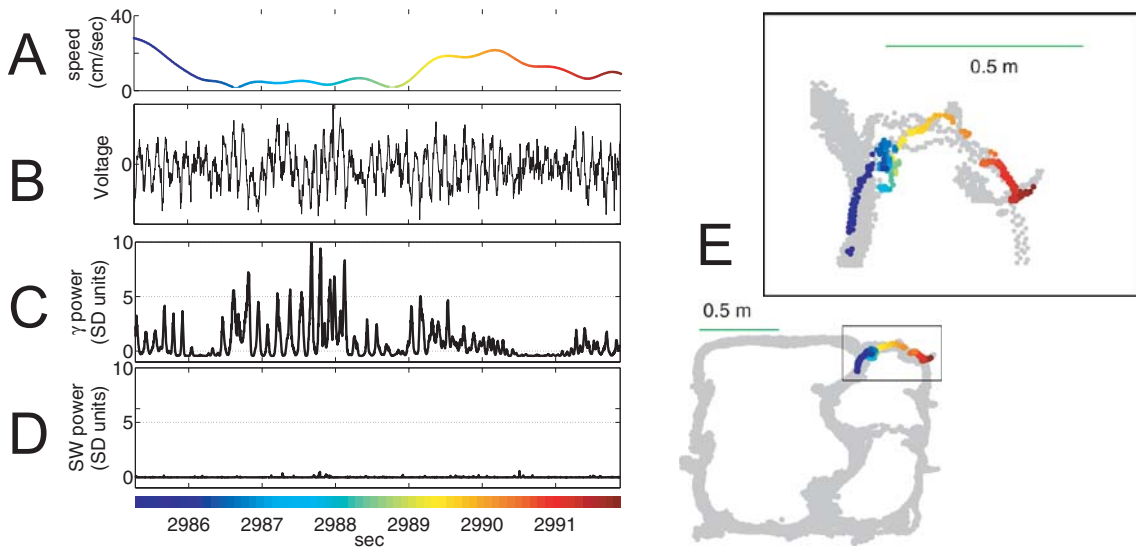 A
speed
(cm/sec)
40
0
B
Voltage
0
C
γ power
(SD units)
10
5
0
D
SW power
(SD units)
10
5
0
2986 2987 2988 2989 2990 2991
sec
E
0.5 m
0.5 m